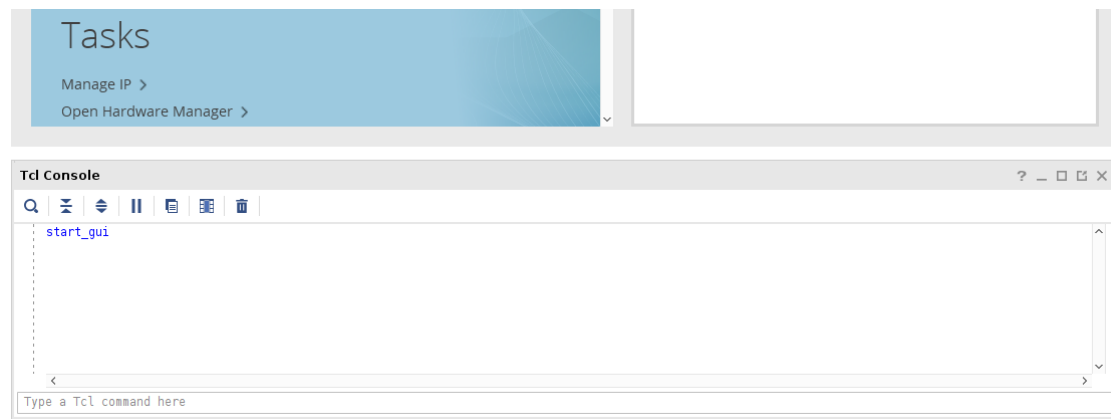 Tasks
Manage IP >
Open Hardware Manager >
Tcl Console
start_gui
Type a Tcl command here